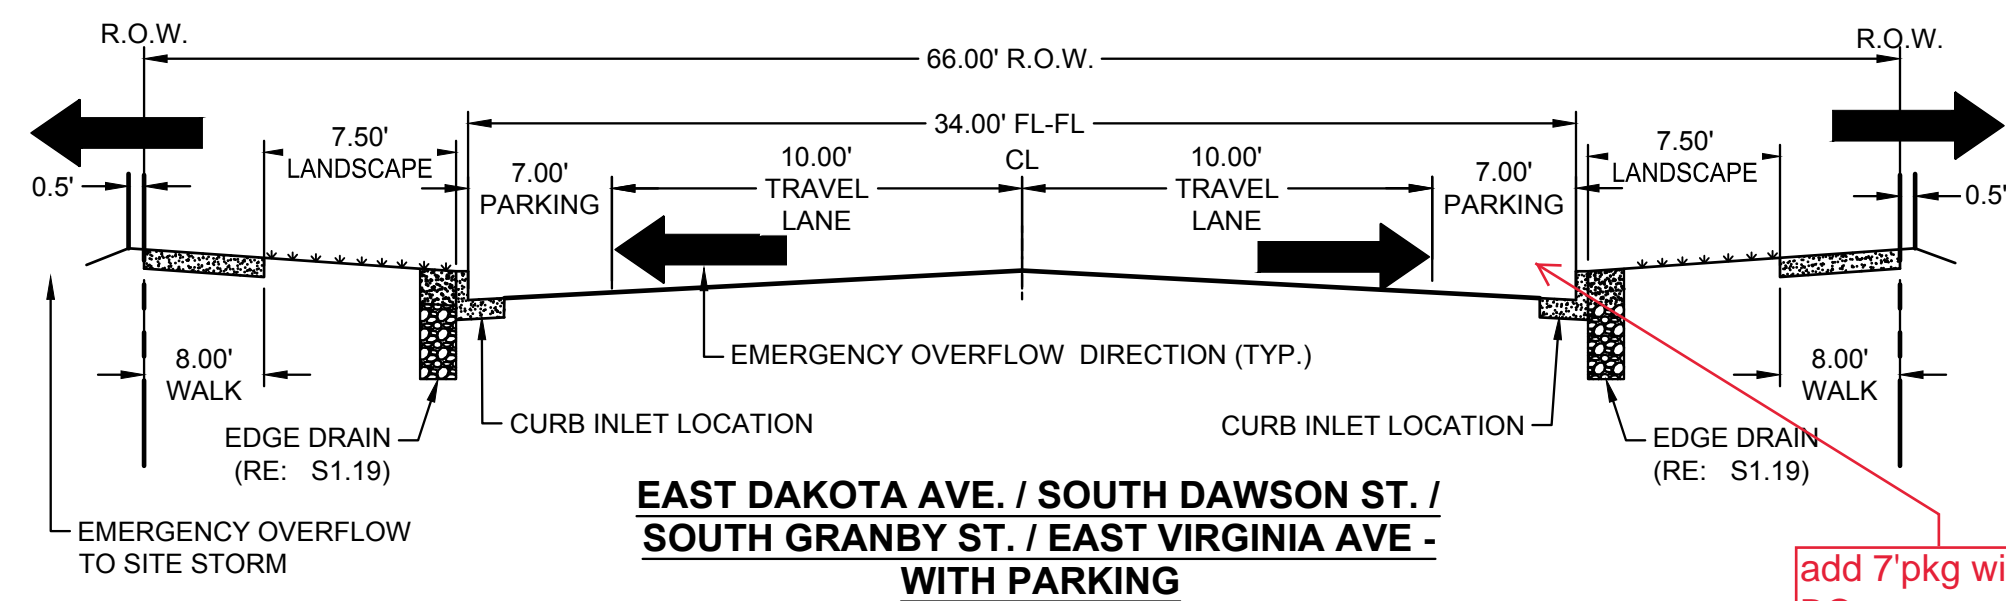 R.O.W.
R.O.W.
66.00' R.O.W.
34.00' FL-FL
CL
0.5'
7.50'
LANDSCAPE
7.00'
PARKING
10.00'
TRAVEL
LANE
10.00'
TRAVEL
LANE
7.00'
PARKING
7.50'
LANDSCAPE
0.5'
8.00'
WALK
EMERGENCY OVERFLOW DIRECTION (TYP.)
8.00'
WALK
CURB INLET LOCATION
CURB INLET LOCATION
EDGE DRAIN
(RE: S1.19)
EDGE DRAIN
(RE: S1.19)
EMERGENCY OVERFLOW
TO SITE STORM
EAST DAKOTA AVE. / SOUTH DAWSON ST. /
SOUTH GRANBY ST. / EAST VIRGINIA AVE -
WITH PARKING
add 7'pkg wi